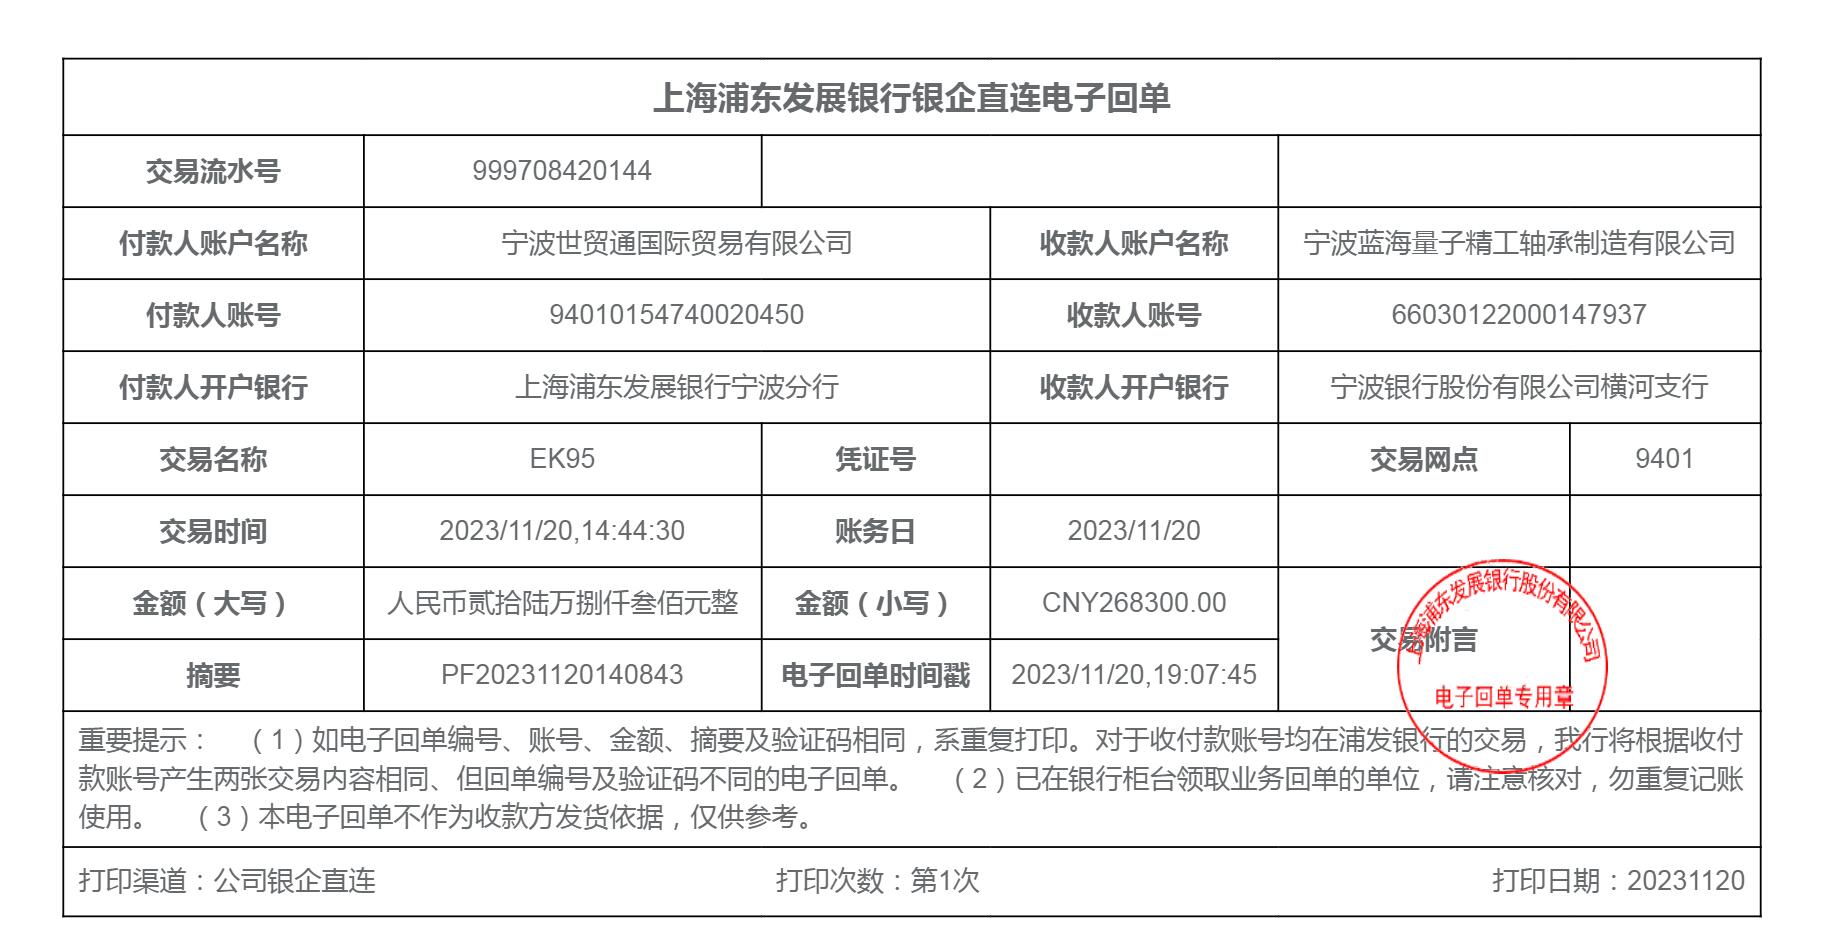 上海浦东发展银行银企直连电子回单
交易流水号 999708420144
付款人账户名称 宁波世贸通国际贸易有限公司 收款人账户名称 宁波蓝海量子精工轴承制造有限公司
付款人账号 94010154740020450 收款人账号 66030122000147937
付款人开户银行 上海浦东发展银行宁波分行 收款人开户银行 宁波银行股份有限公司横河支行
交易名称 EK95 凭证号 交易网点 9401
交易时间 2023/11/20,14:44:30 账务日 2023/11/20
金额（大写） 人民币贰拾陆万捌仟叁佰元整 金额（小写） CNY268300.00
交易附言
摘要 PF20231120140843 电子回单时间戳 2023/11/20,19:07:45
上海浦东发展银行股份有限公司
电子回单专用章
重要提示： （1）如电子回单编号、账号、金额、摘要及验证码相同，系重复打印。对于收付款账号均在浦发银行的交易，我行将根据收付
款账号产生两张交易内容相同、但回单编号及验证码不同的电子回单。 （2）已在银行柜台领取业务回单的单位，请注意核对，勿重复记账
使用。 （3）本电子回单不作为收款方发货依据，仅供参考。
打印渠道：公司银企直连 打印次数：第1次 打印日期：20231120